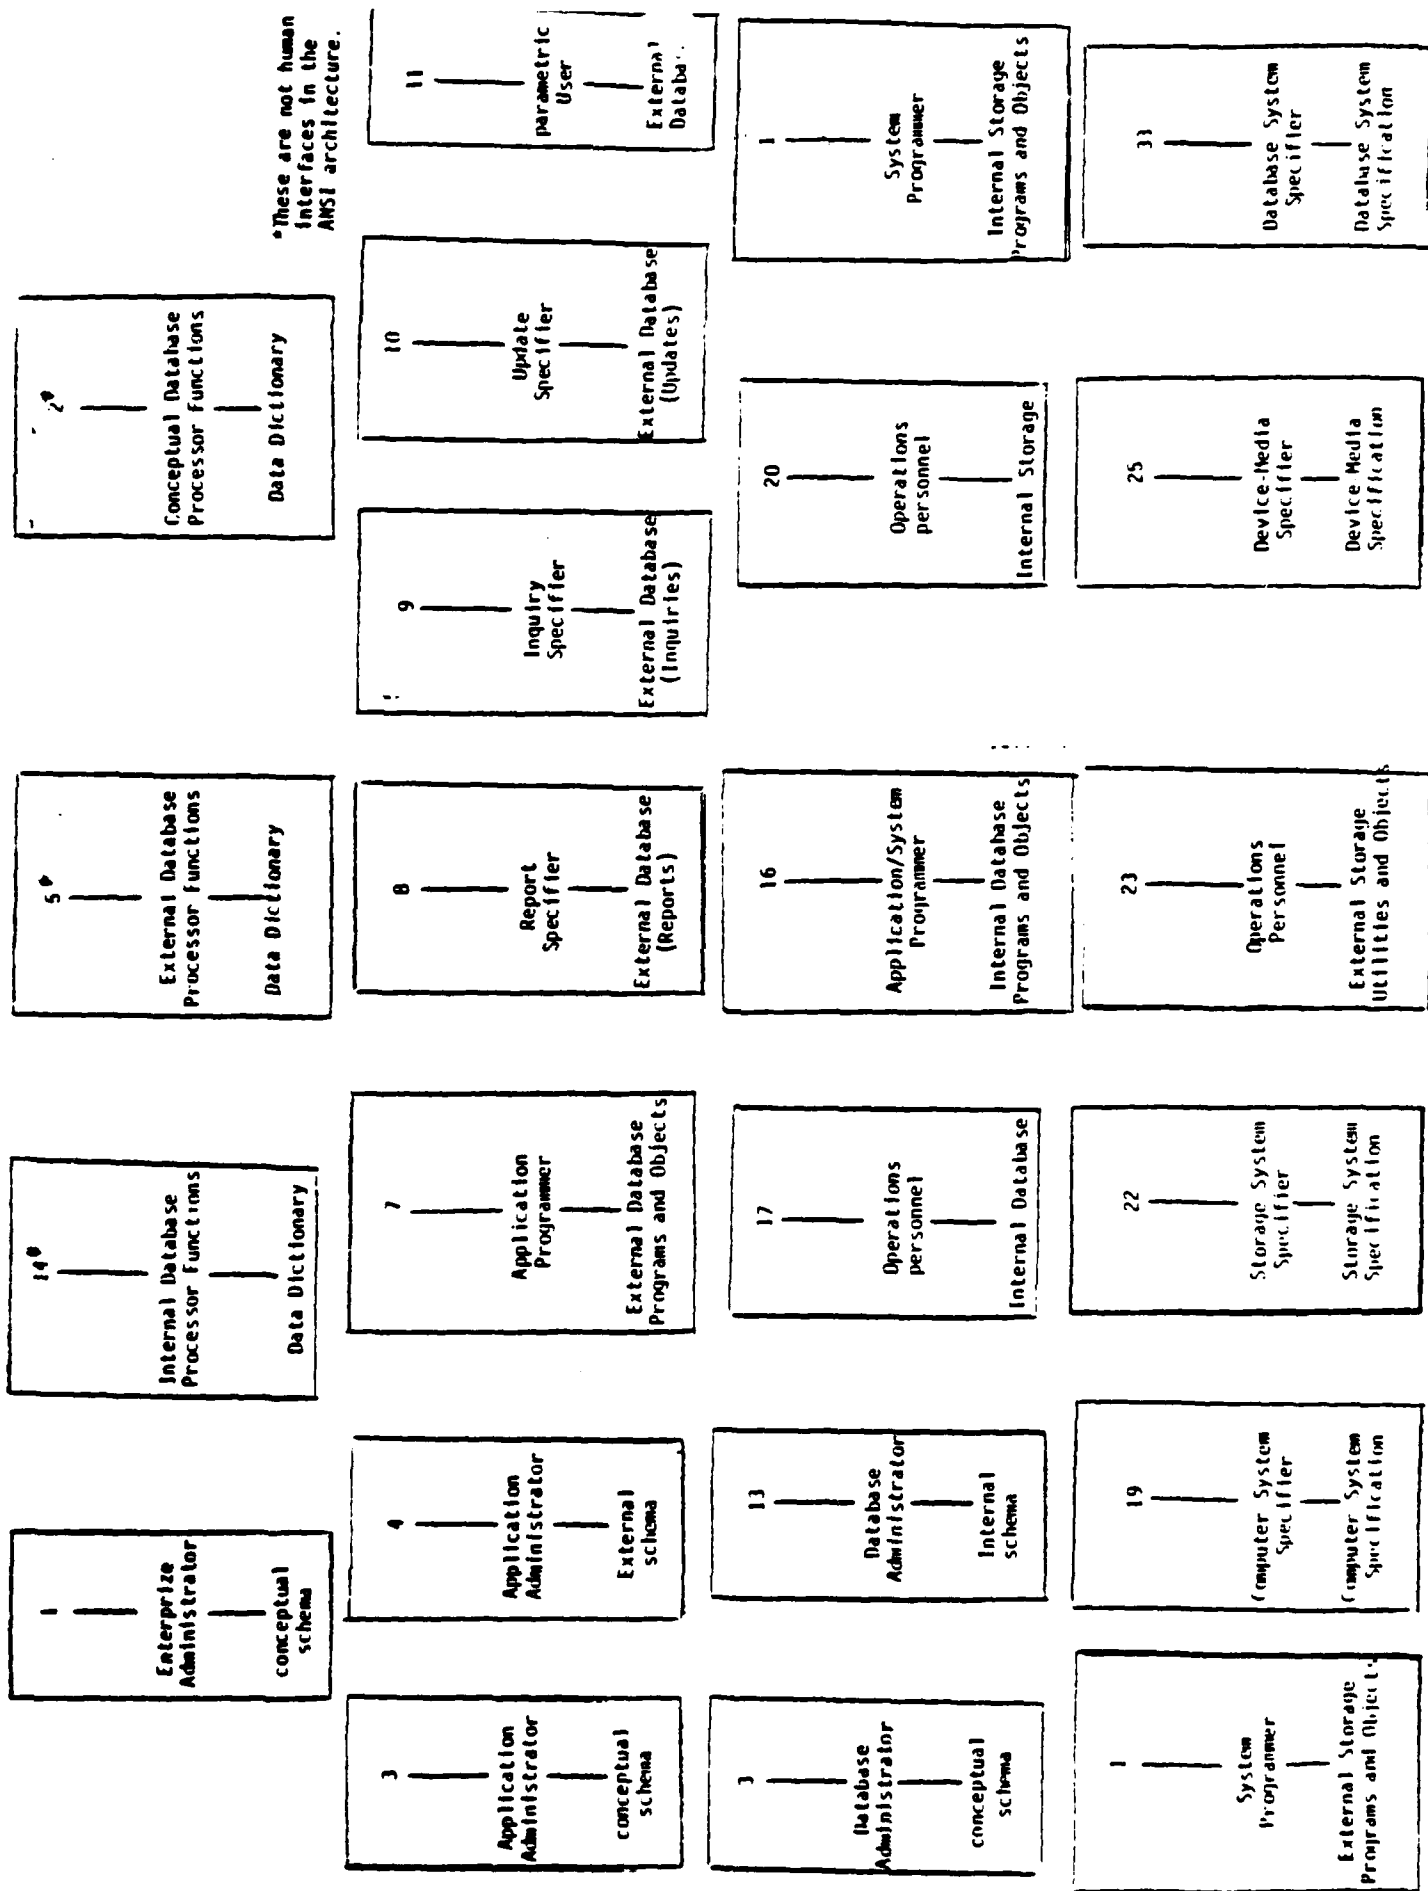 1
Enterprize
Administrator
conceptual
schema
14*
Internal Database
Processor Functions
Data Dictionary
5*
External Database
Processor Functions
Data Dictionary
2*
Conceptual Database
Processor Functions
Data Dictionary
*These are not human
interfaces in the
ANSI architecture.
3
Application
Administrator
conceptual
schema
4
Application
Administrator
External
schema
7
Application
Programmer
External Database
Programs and Objects
8
Report
Specifier
External Database
(Reports)
9
Inquiry
Specifier
External Database
(Inquiries)
10
Update
Specifier
External Database
(Updates)
11
parametric
User
External
3
Database
Administrator
conceptual
schema
13
Database
Administrator
Internal
schema
17
Operations
personnel
Internal Database
16
Application/System
Programmer
Internal Database
Programs and Objects
20
Operations
personnel
Internal Storage
1
System
Programmer
Internal Storage
Programs and Objects
1
System
Programmer
External Storage
Programs and Objects
19
Computer System
Specifier
Computer System
Specification
22
Storage System
Specifier
Storage System
Specification
23
Operations
Personnel
External Storage
Utilities and Objects
25
Device-Media
Specifier
Device Media
Specification
Database System
Specifier
Database System
Specification